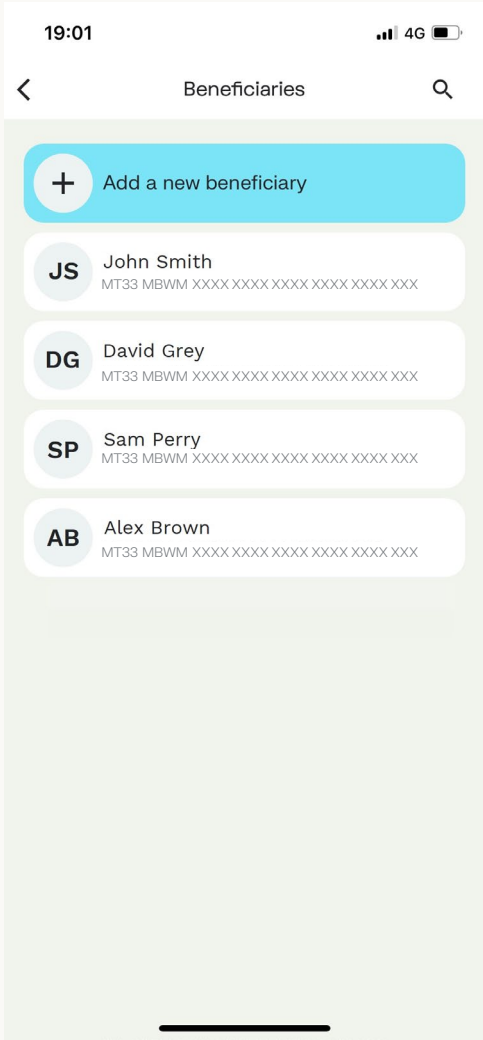 19:01
4G
Beneficiaries
Add a new beneficiary
JS
John Smith
MT33 MBWM XXXX XXXX XXXX XXXX XXXX XXX
DG
David Grey
MT33 MBWM XXXX XXXX XXXX XXXX XXXX XXX
SP
Sam Perry
MT33 MBWM XXXX XXXX XXXX XXXX XXXX XXX
AB
Alex Brown
MT33 MBWM XXXX XXXX XXXX XXXX XXXX XXX